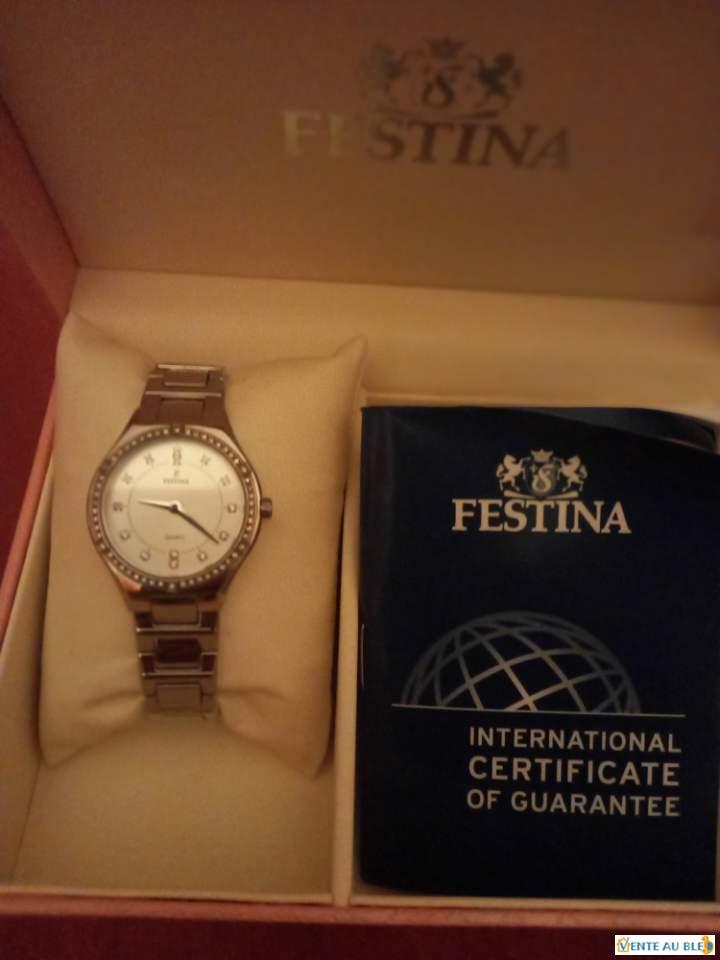 FESTINA
FESTINA
FESTINA
INTERNATIONAL
CERTIFICATE
OF GUARANTEE
VENTE AU BLED